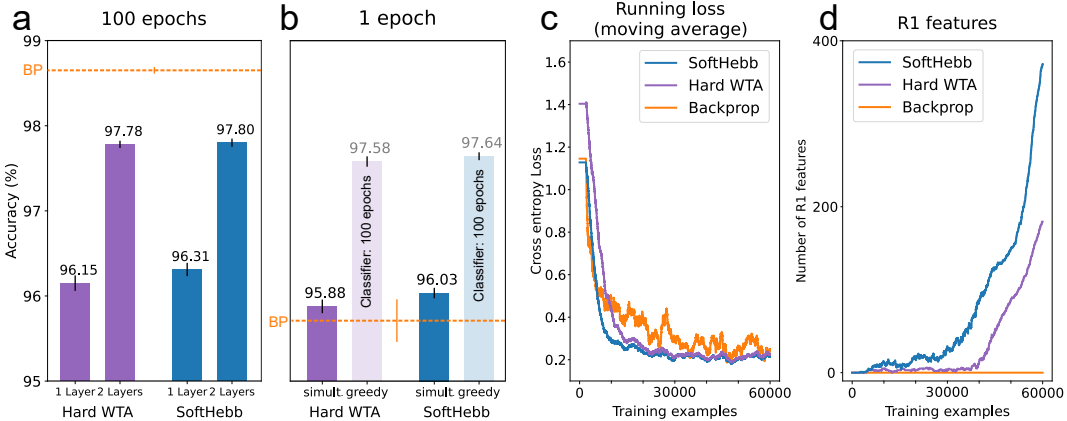 a
100 epochs
99
98
97
96
95
Accuracy (%)
BP
96.15
97.78
96.31
97.80
1 Layer 2 Layers 1 Layer 2 Layers
Hard WTA SoftHebb
b
1 epoch
BP
95.88
97.58
96.03
97.64
Classifier: 100 epochs
Classifier: 100 epochs
simult. greedy simult. greedy
Hard WTA SoftHebb
c
Running loss
(moving average)
SoftHebb
Hard WTA
Backprop
1.6
1.4
1.2
1.0
0.8
0.6
0.4
0.2
Cross entropy Loss
0 30000 60000
Training examples
d
R1 features
SoftHebb
Hard WTA
Backprop
400
200
0
Number of R1 features
0 30000 60000
Training examples